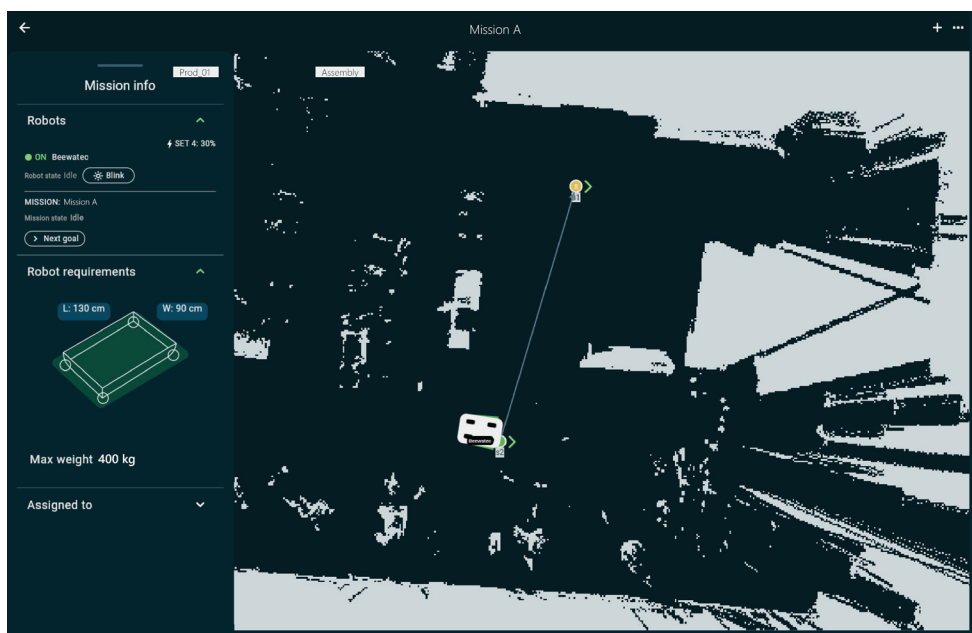 Mission A
Prod_01
Assembly
Mission info
Robots
SET 4: 30%
ON Beewatec
Robot state Idle
Blink
MISSION: Mission A
Mission state Idle
Next goal
Robot requirements
L: 130 cm
W: 90 cm
Max weight 400 kg
Assigned to
Beewatec